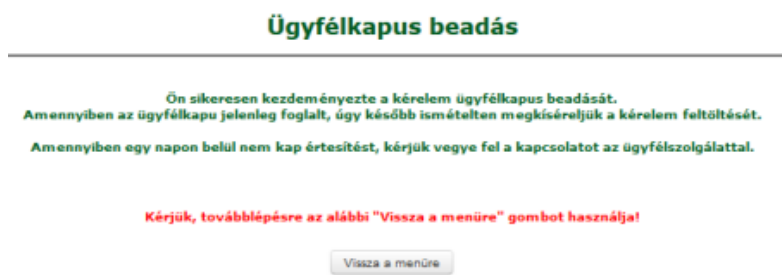 Ügyfélkapus beadás
Ön sikeresen kezdeményezte a kérelem ügyfélkapus beadását.
Amennyiben az ügyfélkapu jelenleg foglalt, úgy később ismételten megkíséreljük a kérelem feltöltését.
Amennyiben egy napon belül nem kap értesítést, kérjük vegye fel a kapcsolatot az ügyfélszolgálattal.
Kérjük, továbblépésre az alábbi "Vissza a menüre" gombot használja!
Vissza a menüre